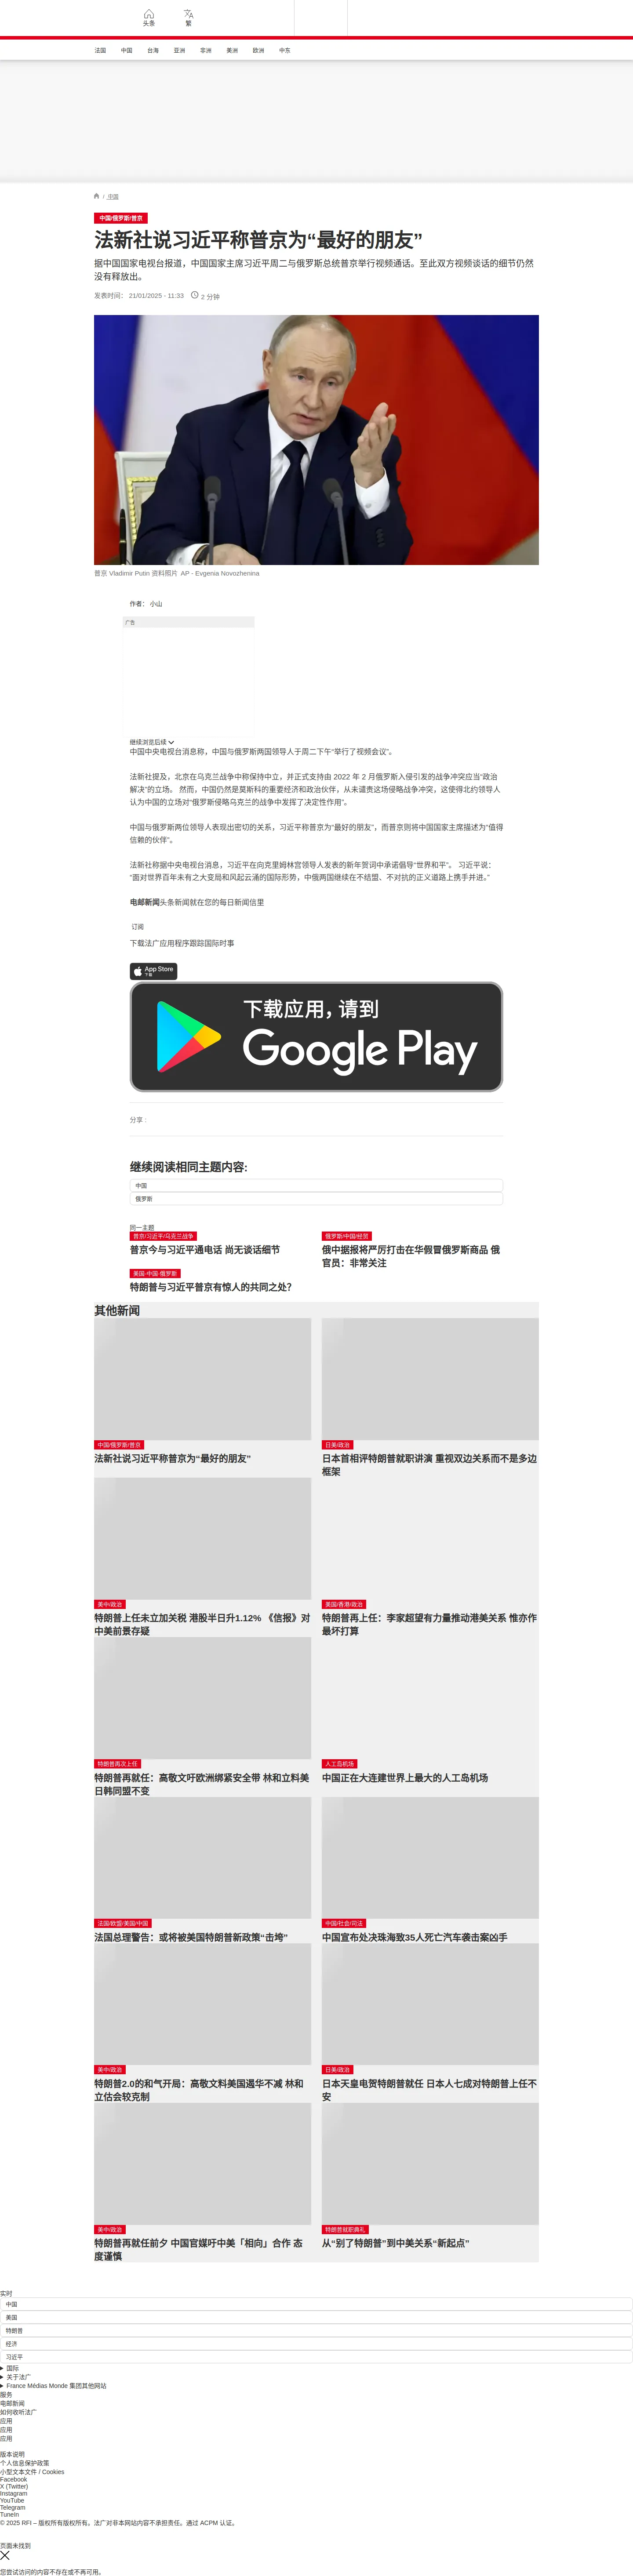 头条
繁
法国
中国
台海
亚洲
非洲
美洲
欧洲
中东
/ 中国
中国/俄罗斯/普京
法新社说习近平称普京为“最好的朋友”
据中国国家电视台报道，中国国家主席习近平周二与俄罗斯总统普京举行视频通话。至此双方视频谈话的细节仍然
没有释放出。
发表时间： 21/01/2025 - 11:33
2 分钟
普京 Vladimir Putin 资料照片 AP - Evgenia Novozhenina
作者： 小山
广告
继续浏览后续
中国中央电视台消息称，中国与俄罗斯两国领导人于周二下午“举行了视频会议”。
法新社提及，北京在乌克兰战争中称保持中立，并正式支持由 2022 年 2 月俄罗斯入侵引发的战争冲突应当“政治
解决”的立场。 然而，中国仍然是莫斯科的重要经济和政治伙伴，从未谴责这场侵略战争冲突，这使得北约领导人
认为中国的立场对“俄罗斯侵略乌克兰的战争中发挥了决定性作用”。
中国与俄罗斯两位领导人表现出密切的关系，习近平称普京为“最好的朋友”，而普京则将中国国家主席描述为“值得
信赖的伙伴”。
法新社称据中央电视台消息，习近平在向克里姆林宫领导人发表的新年贺词中承诺倡导“世界和平”。 习近平说：
“面对世界百年未有之大变局和风起云涌的国际形势，中俄两国继续在不结盟、不对抗的正义道路上携手并进。”
电邮新闻头条新闻就在您的每日新闻信里
订阅
下载法广应用程序跟踪国际时事
App Store
下载
下载应用，请到
Google Play
分享 :
继续阅读相同主题内容:
中国
俄罗斯
同一主题
普京/习近平/乌克兰战争
普京今与习近平通电话 尚无谈话细节
俄罗斯/中国/经贸
俄中据报将严厉打击在华假冒俄罗斯商品 俄
官员：非常关注
美国-中国-俄罗斯
特朗普与习近平普京有惊人的共同之处?
其他新闻
中国/俄罗斯/普京
法新社说习近平称普京为“最好的朋友”
日美/政治
日本首相评特朗普就职讲演 重视双边关系而不是多边
框架
美中/政治
特朗普上任未立加关税 港股半日升1.12% 《信报》对
中美前景存疑
美国/香港/政治
特朗普再上任：李家超望有力量推动港美关系 惟亦作
最坏打算
特朗普再次上任
特朗普再就任：高敬文吁欧洲绑紧安全带 林和立料美
日韩同盟不变
人工岛机场
中国正在大连建世界上最大的人工岛机场
法国/欧盟/美国/中国
法国总理警告：或将被美国特朗普新政策“击垮”
中国/社会/司法
中国宣布处决珠海致35人死亡汽车袭击案凶手
美中/政治
特朗普2.0的和气开局：高敬文料美国遏华不减 林和
立估会较克制
日美/政治
日本天皇电贺特朗普就任 日本人七成对特朗普上任不
安
美中/政治
特朗普再就任前夕 中国官媒吁中美「相向」合作 态
度谨慎
特朗普就职典礼
从“别了特朗普”到中美关系“新起点”
实时
中国
美国
特朗普
经济
习近平
国际
关于法广
France Médias Monde 集团其他网站
服务
电邮新闻
如何收听法广
应用
应用
应用
版本说明
个人信息保护政策
小型文本文件 / Cookies
Facebook
X (Twitter)
Instagram
YouTube
Telegram
TuneIn
© 2025 RFI – 版权所有版权所有。法广对非本网站内容不承担责任。通过 ACPM 认证。
页面未找到
您尝试访问的内容不存在或不再可用。